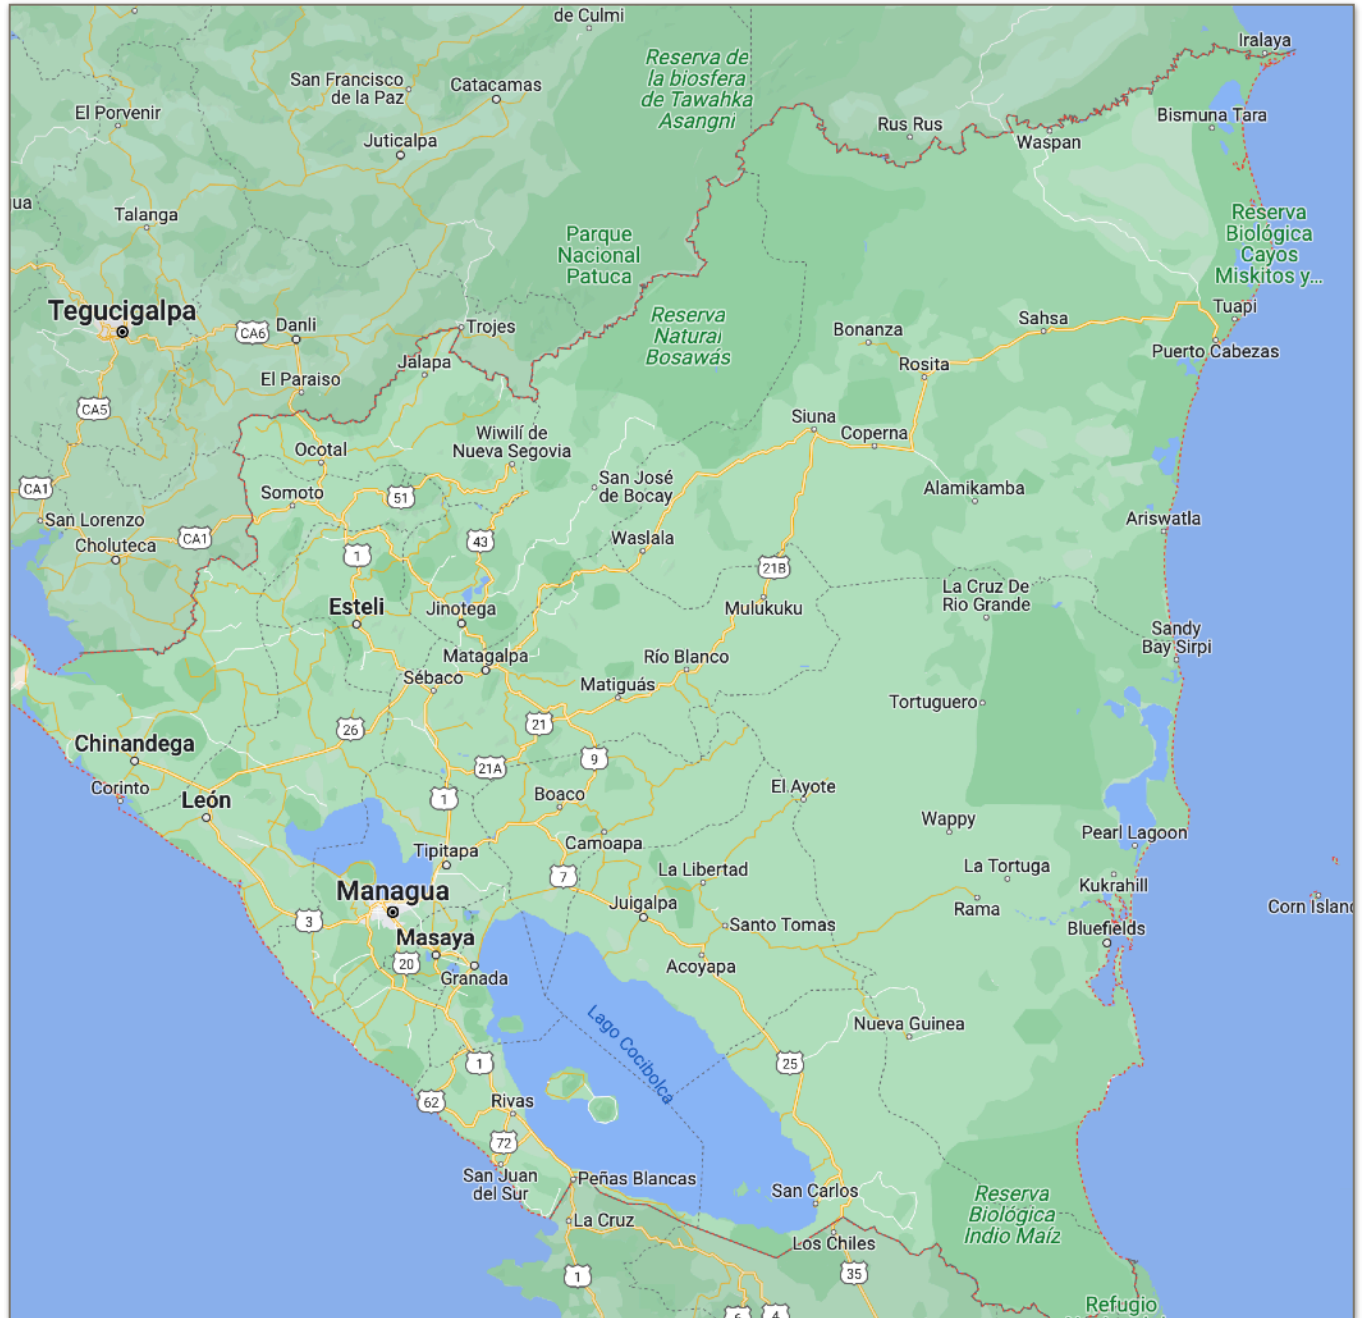 de Culmi
Iralaya
Reserva de
la biosfera
de Tawahka
Asangni
San Francisco
de la Paz
Catacamas
El Porvenir
Bismuna Tara
Rus Rus
Juticalpa
Waspan
ua
Talanga
Reserva
Biológica
Cayos
Miskitos y...
Parque
Nacional
Patuca
Tegucigalpa
CA6
Danli
Trojes
Reserva
Natural
Bosawás
Bonanza
Sahsa
Tuapi
Puerto Cabezas
Jalapa
Rosita
El Paraiso
CA5
Siuna
Coperna
Wiwilí de
Nueva Segovia
Ocotal
San José
de Bocay
CA1
Somoto
51
Alamikamba
San Lorenzo
CA1
Ariswatla
Choluteca
1
43
Waslala
21B
La Cruz De
Rio Grande
Esteli
Jinotega
Mulukuku
Sandy
Bay Sirpi
Matagalpa
Río Blanco
Sébaco
Matiguás
Tortuguero
26
21
Chinandega
9
21A
Corinto
León
1
Boaco
El Ayote
Wappy
Pearl Lagoon
Tipitapa
Camoapa
La Libertad
La Tortuga
7
Kukrahill
Managua
Juigalpa
Rama
Corn Island
3
Santo Tomas
Bluefields
Masaya
20
Granada
Acoyapa
Lago Cocibolca
Nueva Guinea
1
25
62
Rivas
72
San Juan
del Sur
Peñas Blancas
San Carlos
Reserva
Biológica
Indio Maíz
La Cruz
Los Chiles
1
35
Refugio
6
4